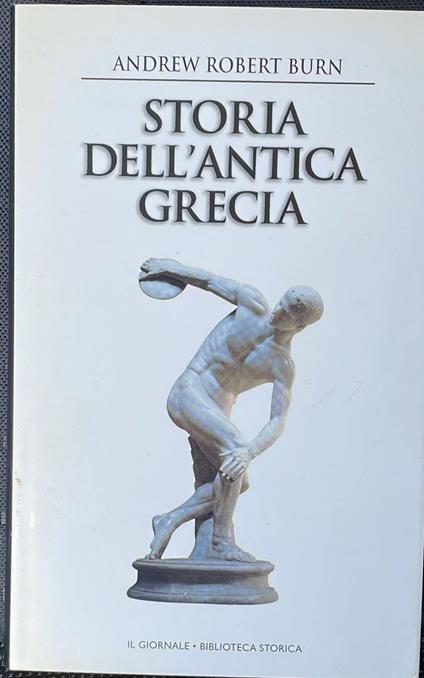 ANDREW ROBERT BURN
STORIA
DELL'ANTICA
GRECIA
IL GIORNALE • BIBLIOTECA STORICA